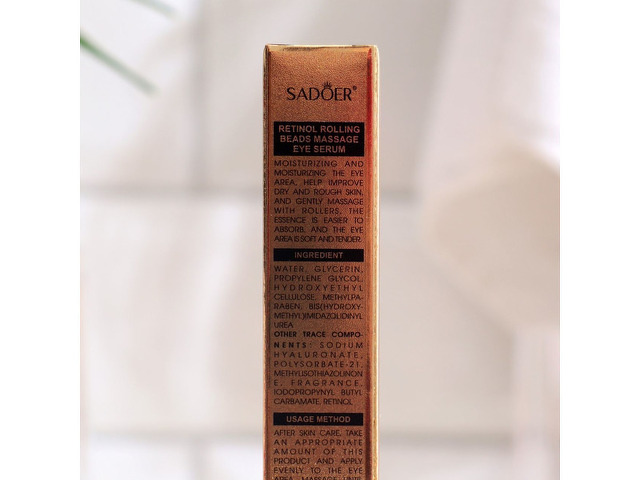 SADOER®
RETINOL ROLLING
BEADS MASSAGE
EYE SERUM
MOISTURIZING AND
MOISTURIZING THE EYE
AREA, HELP IMPROVE
DRY AND ROUGH SKIN,
AND GENTLY MASSAGE
WITH ROLLERS, THE
ESSENCE IS EASIER TO
ABSORB, AND THE EYE
AREA IS SOFT AND TENDER.
INGREDIENT
WATER, GLYCERIN,
PROPYLENE GLYCOL,
HYDROXYETHYL
CELLULOSE, METHYLPA-
RABEN, BIS(HYDROXY-
METHYL)IMIDAZOLIDINYL
UREA
OTHER TRACE COMPO-
NENTS: SODIUM
HYALURONATE,
POLYSORBATE-21,
METHYLISOTHIAZOLINON
E, FRAGRANCE,
IODOPROPYNYL BUTYL
CARBAMATE, RETINOL
USAGE METHOD
AFTER SKIN CARE, TAKE
AN APPROPRIATE
AMOUNT OF THIS
PRODUCT AND APPLY
EVENLY TO THE EYE
AREA, MASSAGE UNTIL